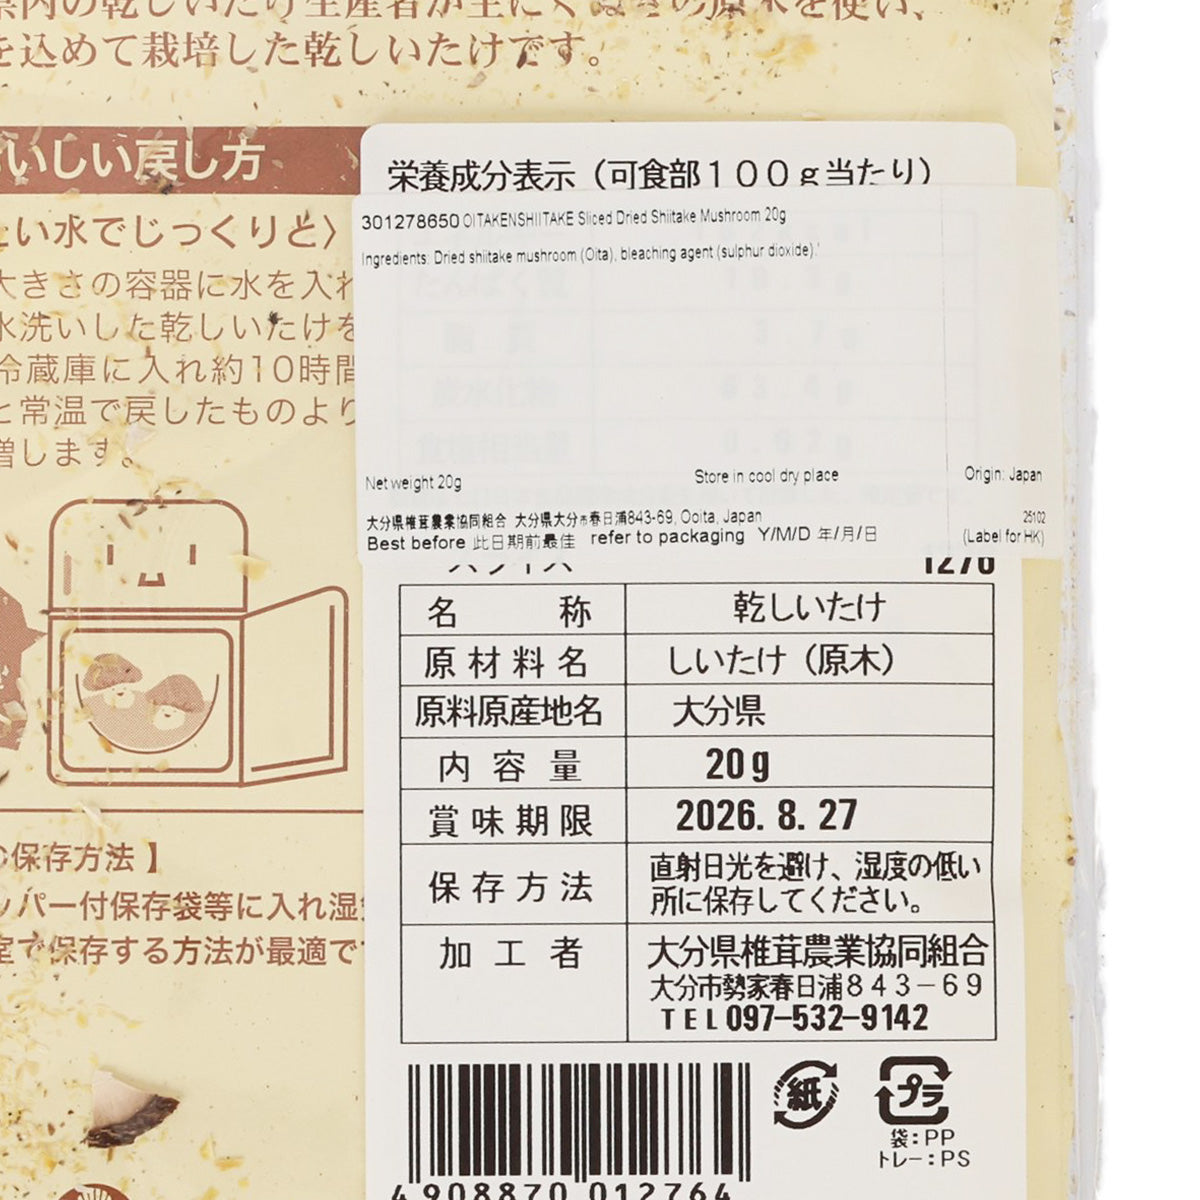 を込めて栽培した乾しいたけです。
いしい戻し方
い水でじっくりと〉
大きさの容器に水を入れ
水洗いした乾しいたけを
冷蔵庫に入れ約10時間
と常温で戻したものより
増します。
保存方法】
ッパー付保存袋等に入れ湿
室で保存する方法が最適で
栄養成分表示（可食部１００ｇ当たり）
301278650 OITAKENSHIITAKE Sliced Dried Shiitake Mushroom 20g
Ingredients: Dried shiitake mushroom (Oita), bleaching agent (sulphur dioxide).
Net weight 20g Store in cool dry place Origin: Japan
大分県椎茸農業協同組合 大分県大分市春日浦843-69, Ooita, Japan 25102
Best before 此日期前最佳 refer to packaging Y/M/D 年/月/日 (Label for HK)
スライス 1276
名称 乾しいたけ
原材料名 しいたけ（原木）
原料原産地名 大分県
内容量 20g
賞味期限 2026. 8. 27
保存方法 直射日光を避け、湿度の低い
所に保存してください。
加工者 大分県椎茸農業協同組合
大分市勢家春日浦８４３－６９
ＴＥＬ097-532-9142
紙 プラ
袋：PP
トレー：PS
4 908870 012764